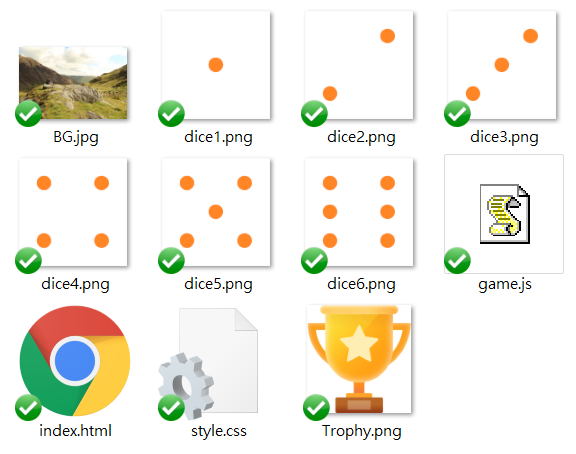 BG.jpg
dice1.png
dice2.png
dice3.png
dice4.png
dice5.png
dice6.png
game.js
index.html
style.css
Trophy.png